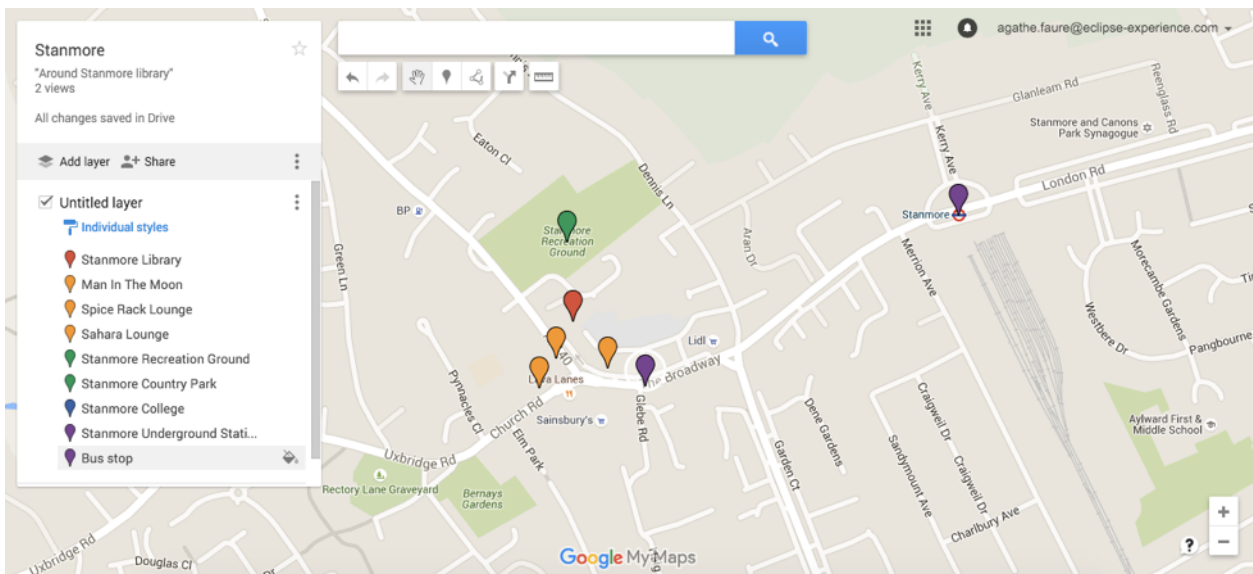 Stanmore
"Around Stanmore library"
2 views
All changes saved in Drive
Add layer
Share
Untitled layer
Individual styles
Stanmore Library
Man In The Moon
Spice Rack Lounge
Sahara Lounge
Stanmore Recreation Ground
Stanmore Country Park
Stanmore College
Stanmore Underground Stati...
Bus stop
agathe.faure@eclipse-experience.com
Kerry Ave
Glanleam Rd
Reenglass Rd
Stanmore and Canons
Park Synagogue
Kerry Ave
London Rd
Eaton Cl
Dennis Ln
BP
Stanmore
Stanmore
Recreation
Ground
Green Ln
Aran Dr
Merrion Ave
Morecambe Gardens
Westbere Dr
Pangbourne
Lidl
40
The Broadway
Lanes
Pynnacles Cl
Church Rd
Sainsbury's
Glebe Rd
Elm Park
Dene Gardens
Craigweil Dr
Aylward First &
Middle School
Uxbridge Rd
Rectory Lane Graveyard
Bernays
Gardens
Garden Ct
Sandymount Ave
Craigweil Ave
Charlbury Ave
Uxbridge Rd
Douglas Cl
Google My Maps
?
+
−